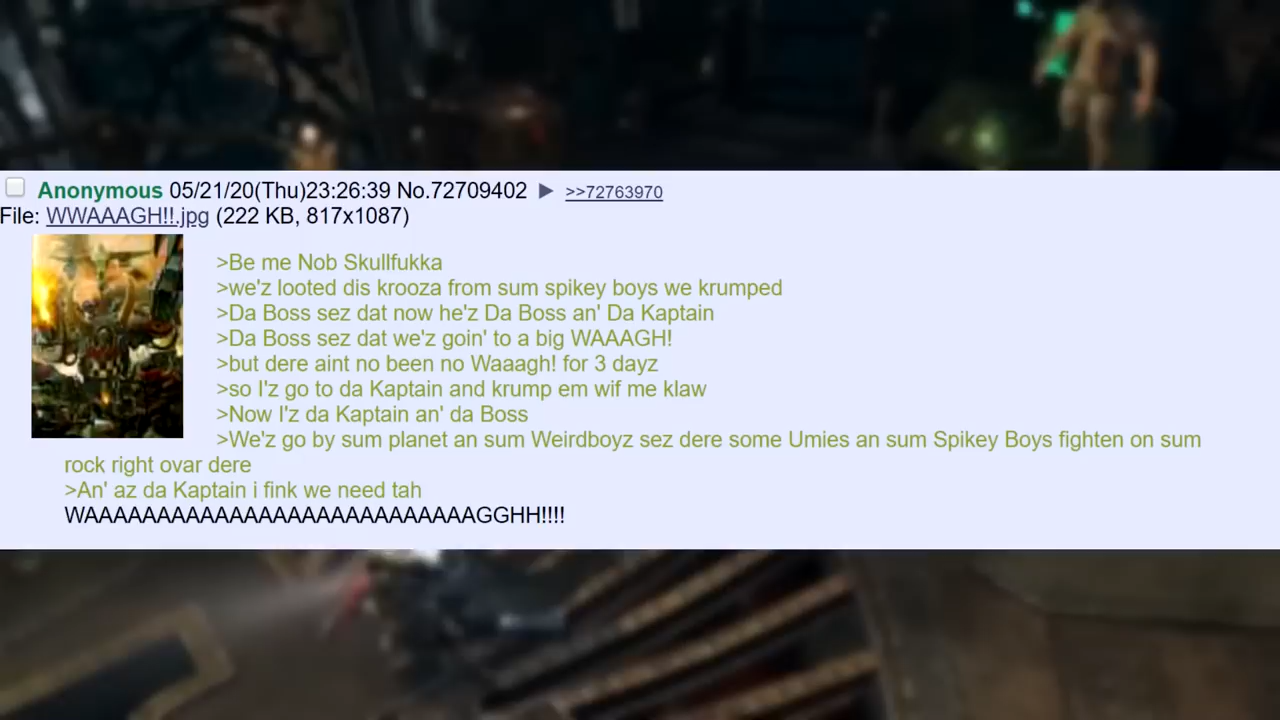 Anonymous 05/21/20(Thu)23:26:39 No.72709402 ▶ >>72763970
File: WWAAAGH!!.jpg (222 KB, 817x1087)
>Be me Nob Skullfukka
>we'z looted dis krooza from sum spikey boys we krumped
>Da Boss sez dat now he'z Da Boss an' Da Kaptain
>Da Boss sez dat we'z goin' to a big WAAAGH!
>but dere aint no been no Waaagh! for 3 dayz
>so I'z go to da Kaptain and krump em wif me klaw
>Now I'z da Kaptain an' da Boss
>We'z go by sum planet an sum Weirdboyz sez dere some Umies an sum Spikey Boys fighten on sum
rock right ovar dere
>An' az da Kaptain i fink we need tah
WAAAAAAAAAAAAAAAAAAAAAAAAAAAGGHH!!!!